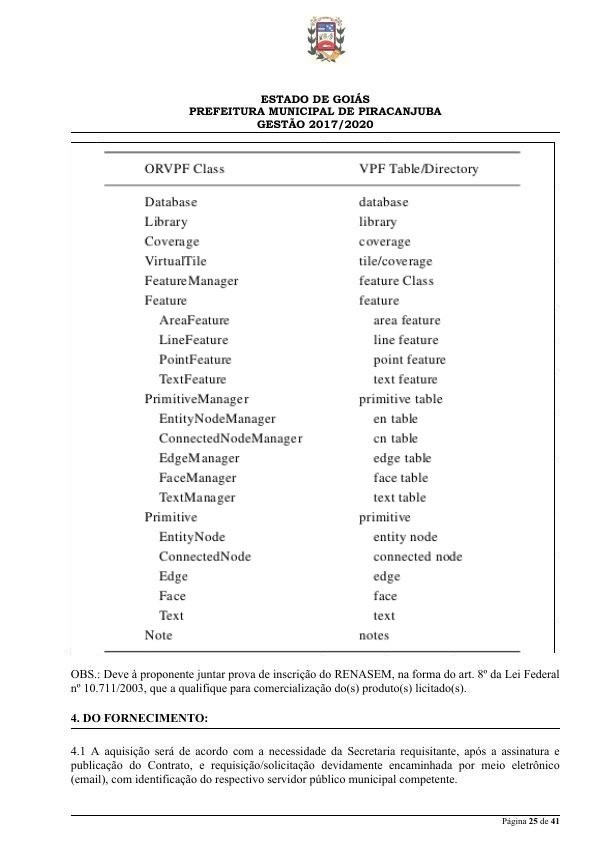 ESTADO DE GOIÁS
PREFEITURA MUNICIPAL DE PIRACANJUBA
GESTÃO 2017/2020
ORVPF Class VPF Table/Directory
Database database
Library library
Coverage coverage
VirtualTile tile/coverage
FeatureManager feature Class
Feature feature
AreaFeature area feature
LineFeature line feature
PointFeature point feature
TextFeature text feature
PrimitiveManager primitive table
EntityNodeManager en table
ConnectedNodeManager cn table
EdgeManager edge table
FaceManager face table
TextManager text table
Primitive primitive
EntityNode entity node
ConnectedNode connected node
Edge edge
Face face
Text text
Note notes
OBS.: Deve à proponente juntar prova de inscrição do RENASEM, na forma do art. 8º da Lei Federal
nº 10.711/2003, que a qualifique para comercialização do(s) produto(s) licitado(s).
4. DO FORNECIMENTO:
4.1 A aquisição será de acordo com a necessidade da Secretaria requisitante, após a assinatura e
publicação do Contrato, e requisição/solicitação devidamente encaminhada por meio eletrônico
(email), com identificação do respectivo servidor público municipal competente.
Página 25 de 41